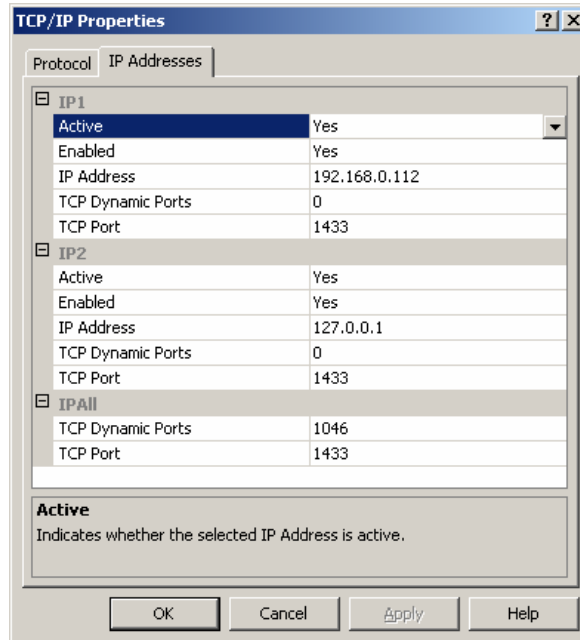 TCP/IP Properties
Protocol IP Addresses
IP1
Active Yes
Enabled Yes
IP Address 192.168.0.112
TCP Dynamic Ports 0
TCP Port 1433
IP2
Active Yes
Enabled Yes
IP Address 127.0.0.1
TCP Dynamic Ports 0
TCP Port 1433
IPAll
TCP Dynamic Ports 1046
TCP Port 1433
Active
Indicates whether the selected IP Address is active.
OK Cancel Apply Help